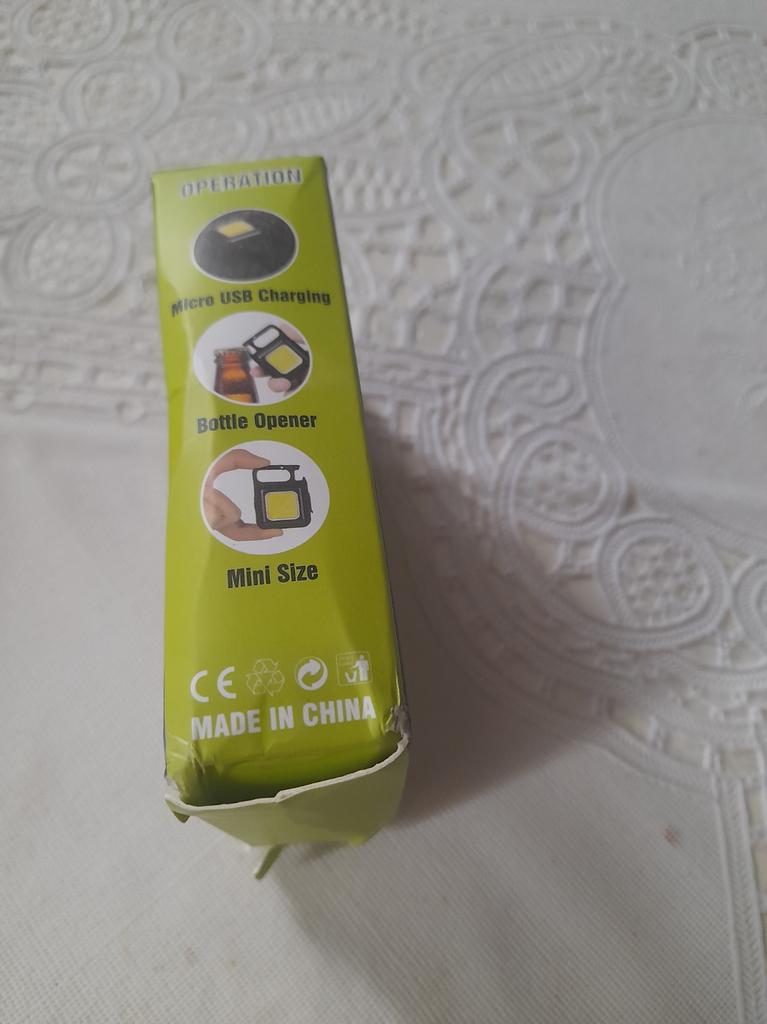 OPERATION
Micro USB Charging
Bottle Opener
Mini Size
CE
MADE IN CHINA